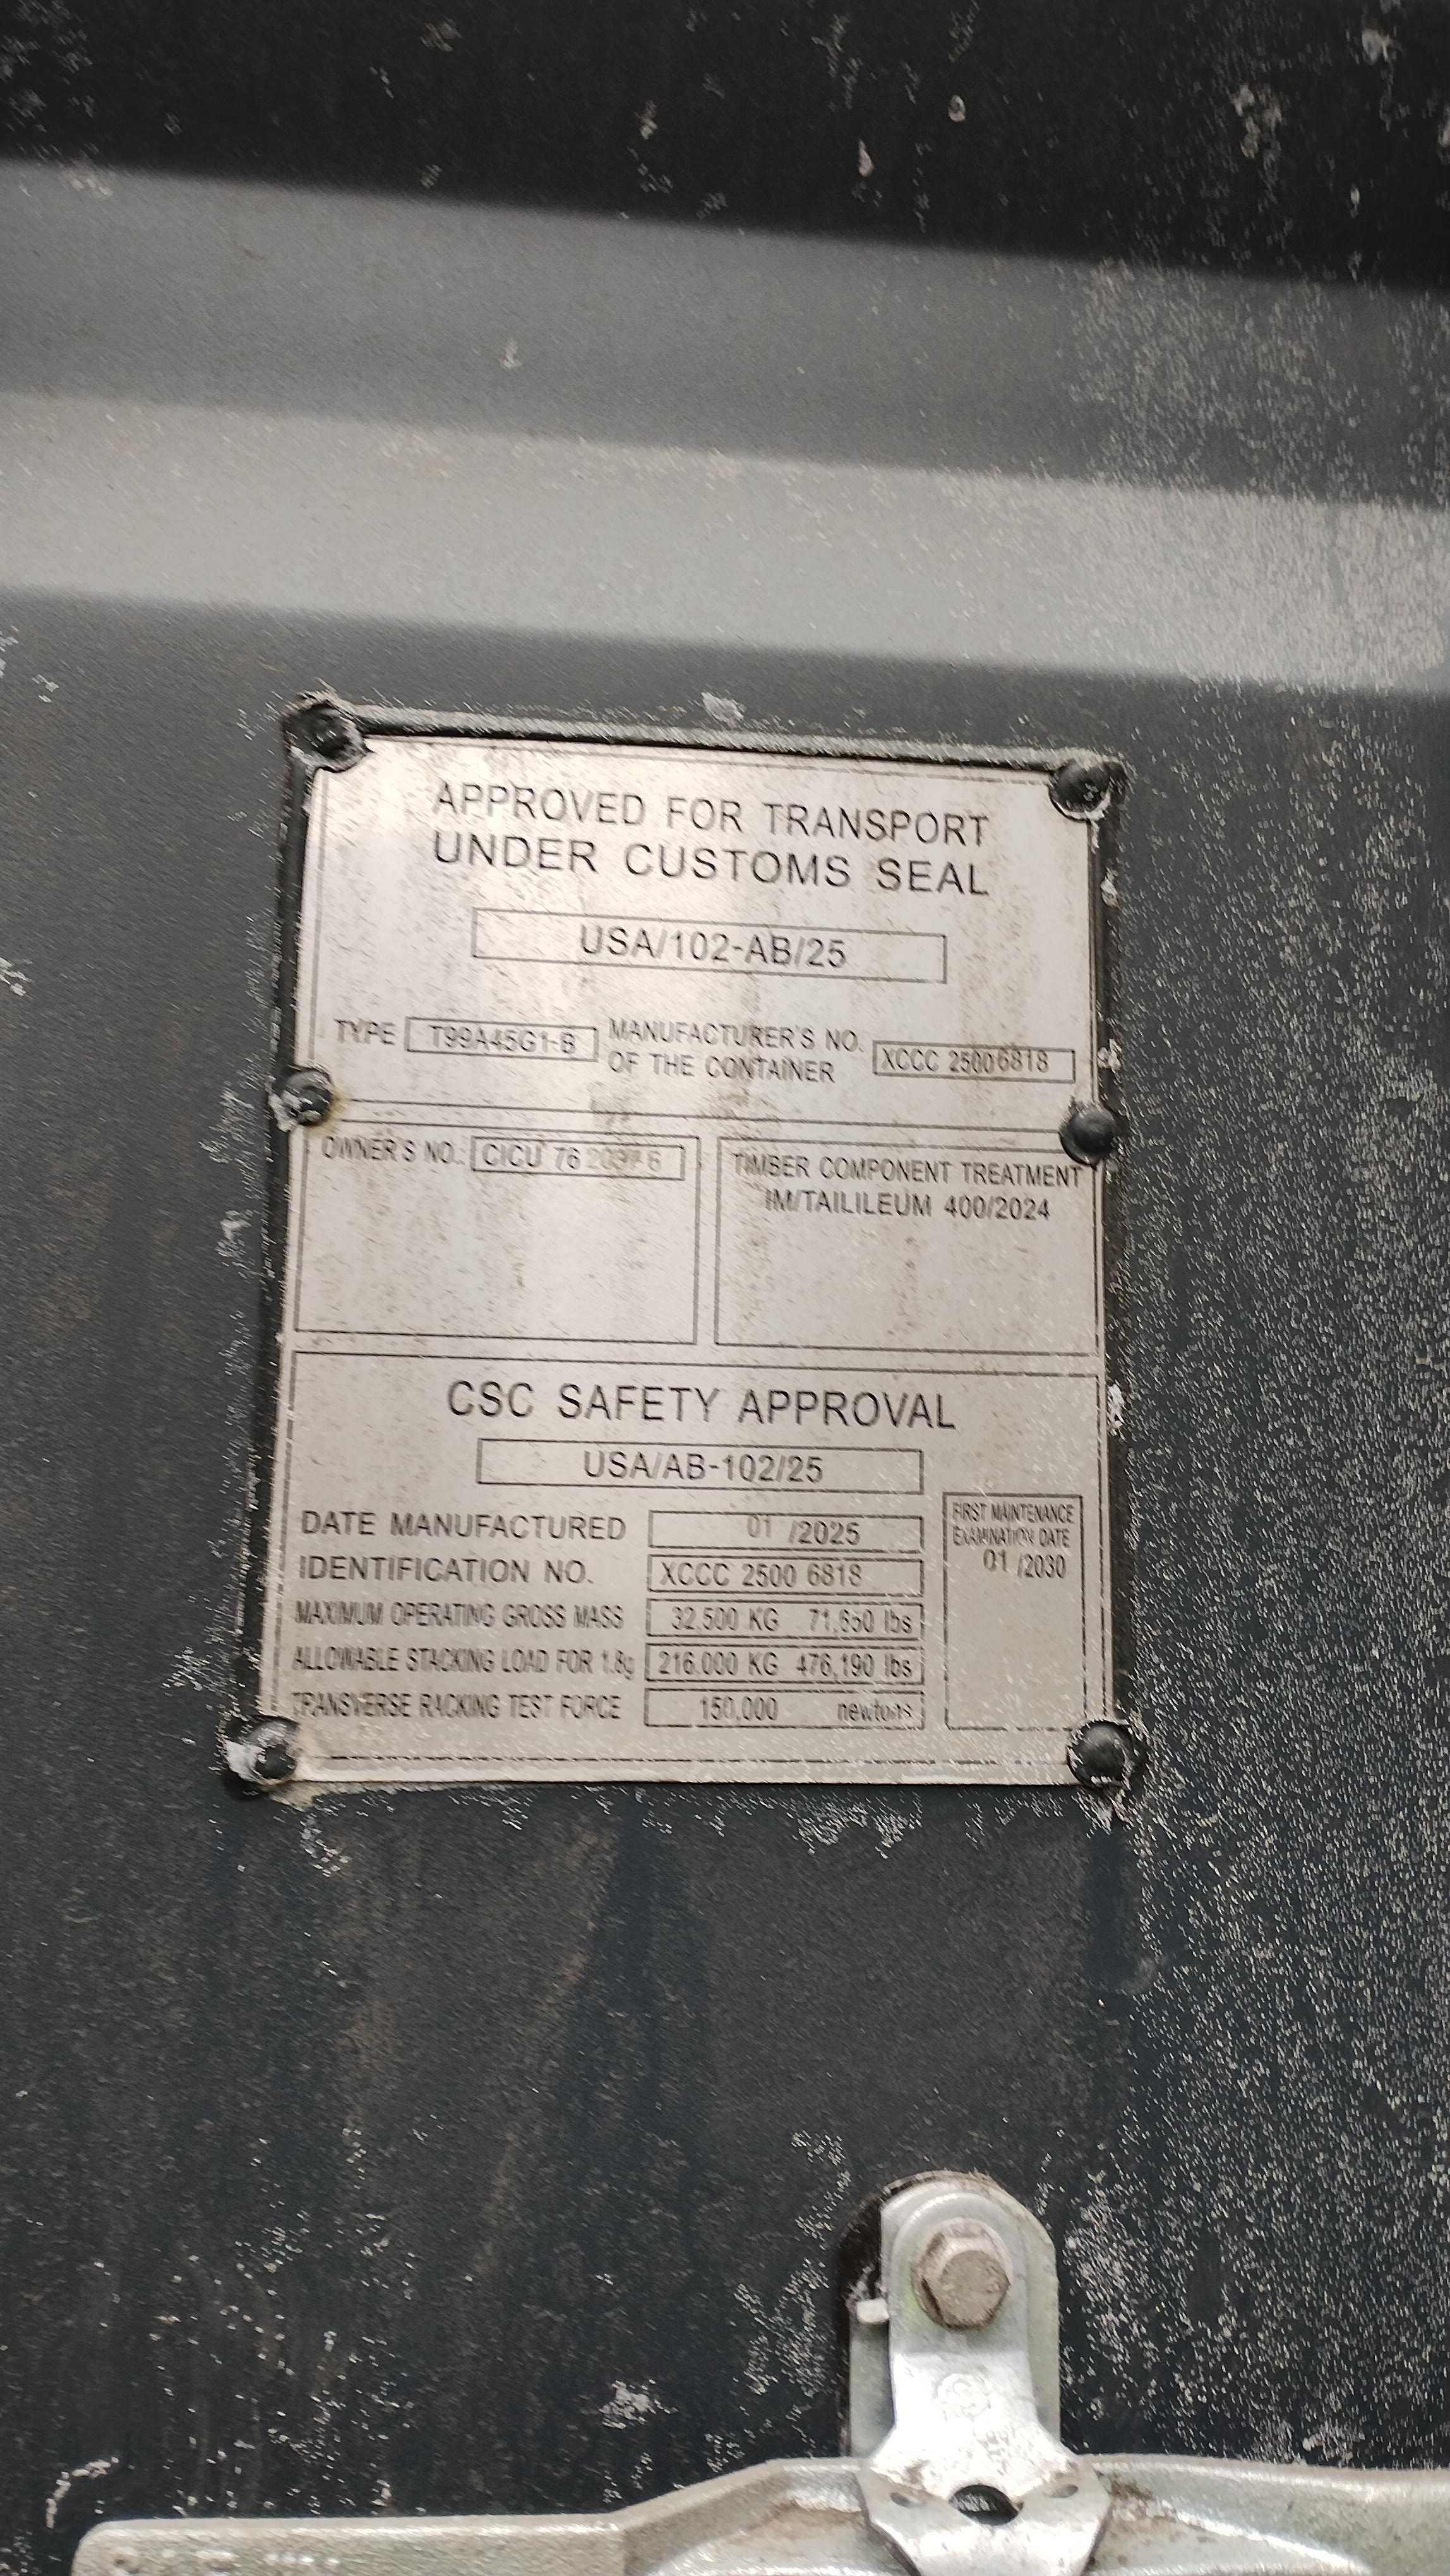 APPROVED FOR TRANSPORT
UNDER CUSTOMS SEAL
USA/102-AB/25
TYPE T99A45G1-B MANUFACTURER'S NO. OF THE CONTAINER XCCC 25006818
OWNER'S NO.: CICU 76
TIMBER COMPONENT TREATMENT
IM/TAILILEUM 400/2024
CSC SAFETY APPROVAL
USA/AB-102/25
DATE MANUFACTURED 01 /2025
IDENTIFICATION NO. XCCC 2500 6818
MAXIMUM OPERATING GROSS MASS 32,500 KG 71,650 lbs
ALLOWABLE STACKING LOAD FOR 1.8g 216,000 KG 476,190 lbs
TRANSVERSE RACKING TEST FORCE 150,000 newtons
FIRST MAINTENANCE
EXAMINATION DATE
01 /2030